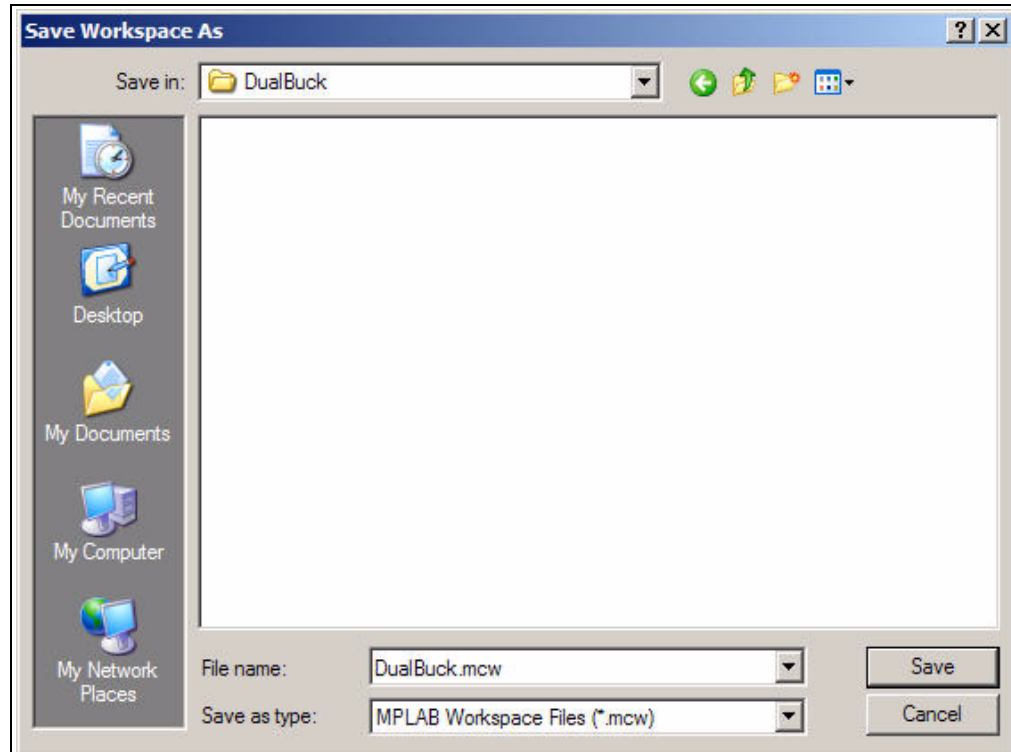 Save Workspace As
Save in: DualBuck
My Recent
Documents
Desktop
My Documents
My Computer
My Network
Places
File name: DualBuck.mcw Save
Save as type: MPLAB Workspace Files (*.mcw) Cancel